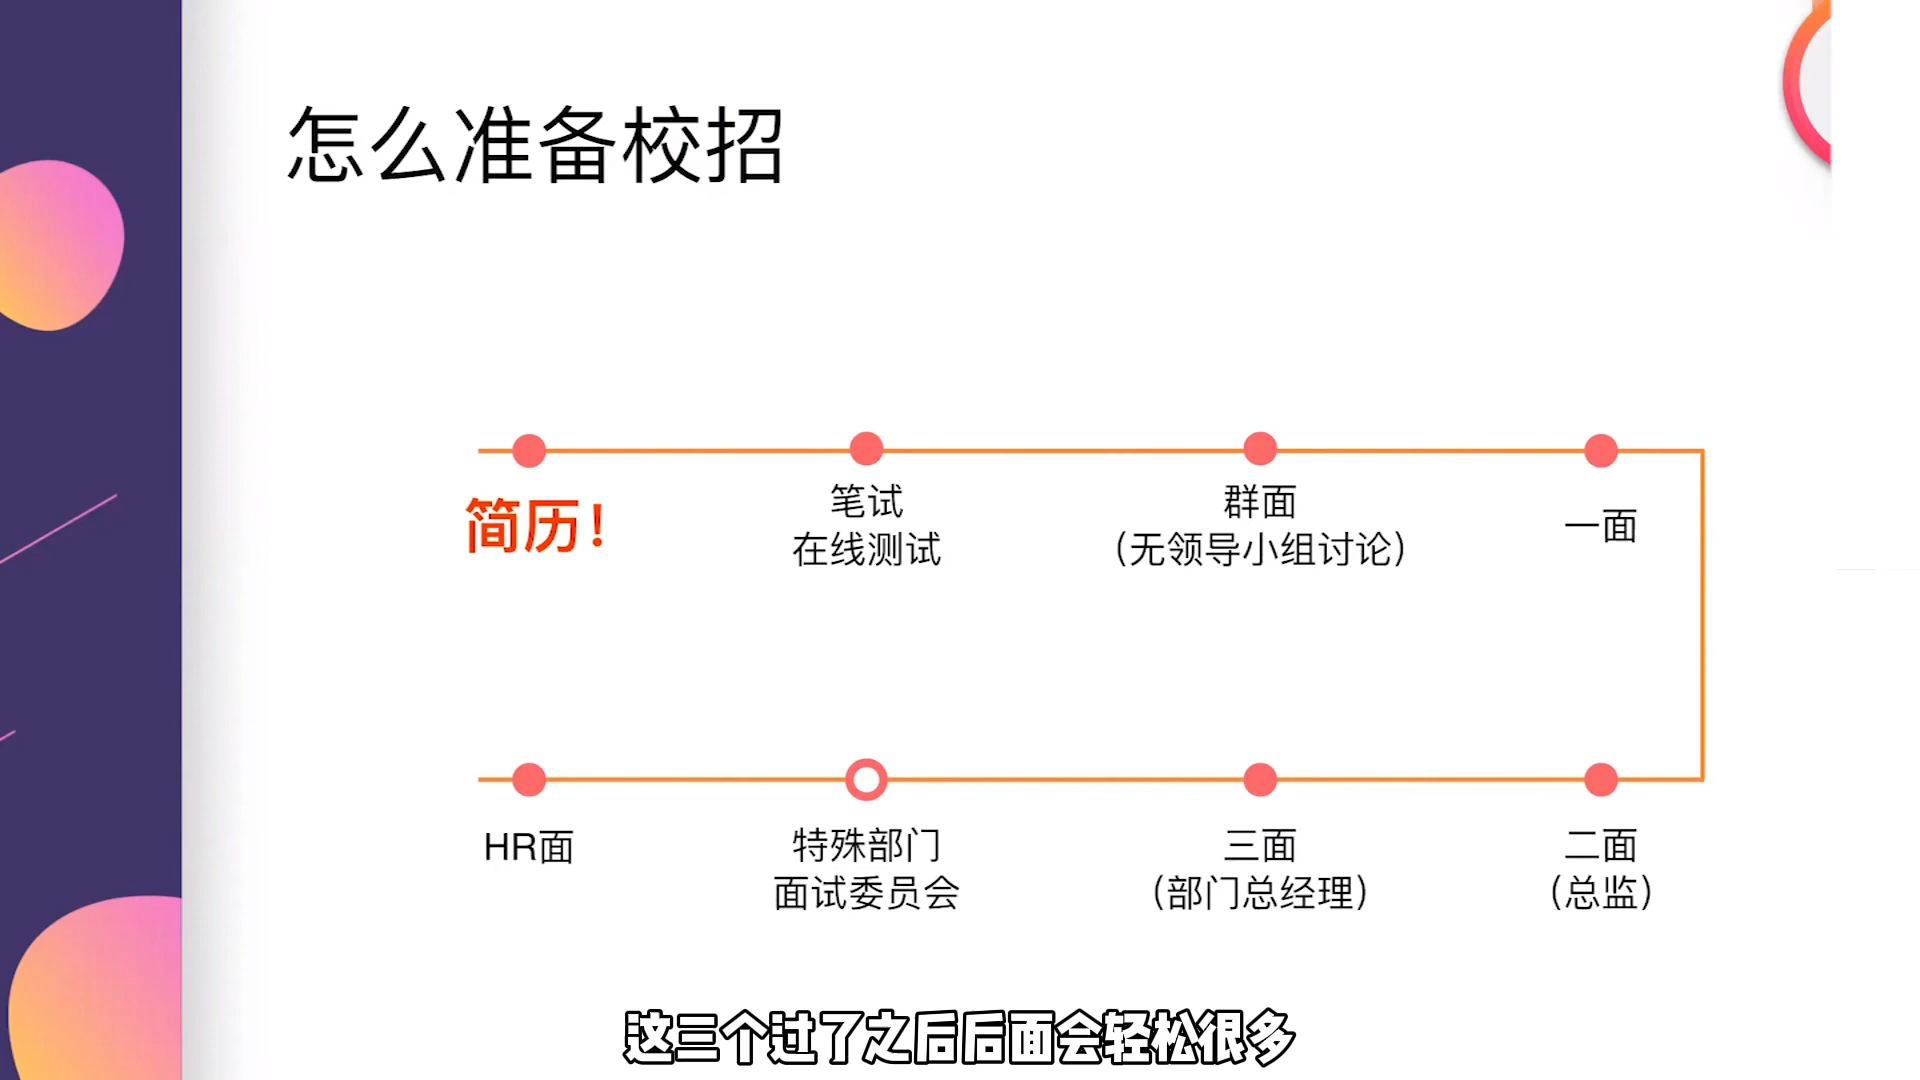 怎么准备校招
简历！
笔试
在线测试
群面
（无领导小组讨论）
一面
HR面
特殊部门
面试委员会
三面
（部门总经理）
二面
（总监）
这三个过了之后后面会轻松很多